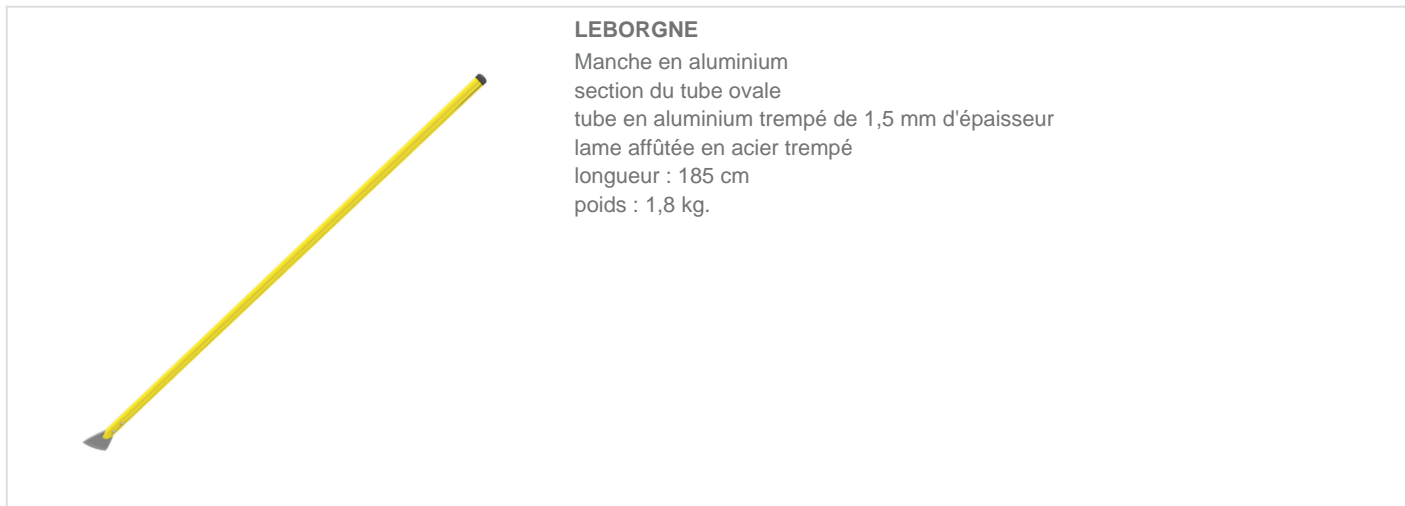 LEBORGNE
Manche en aluminium
section du tube ovale
tube en aluminium trempé de 1,5 mm d'épaisseur
lame affûtée en acier trempé
longueur : 185 cm
poids : 1,8 kg.